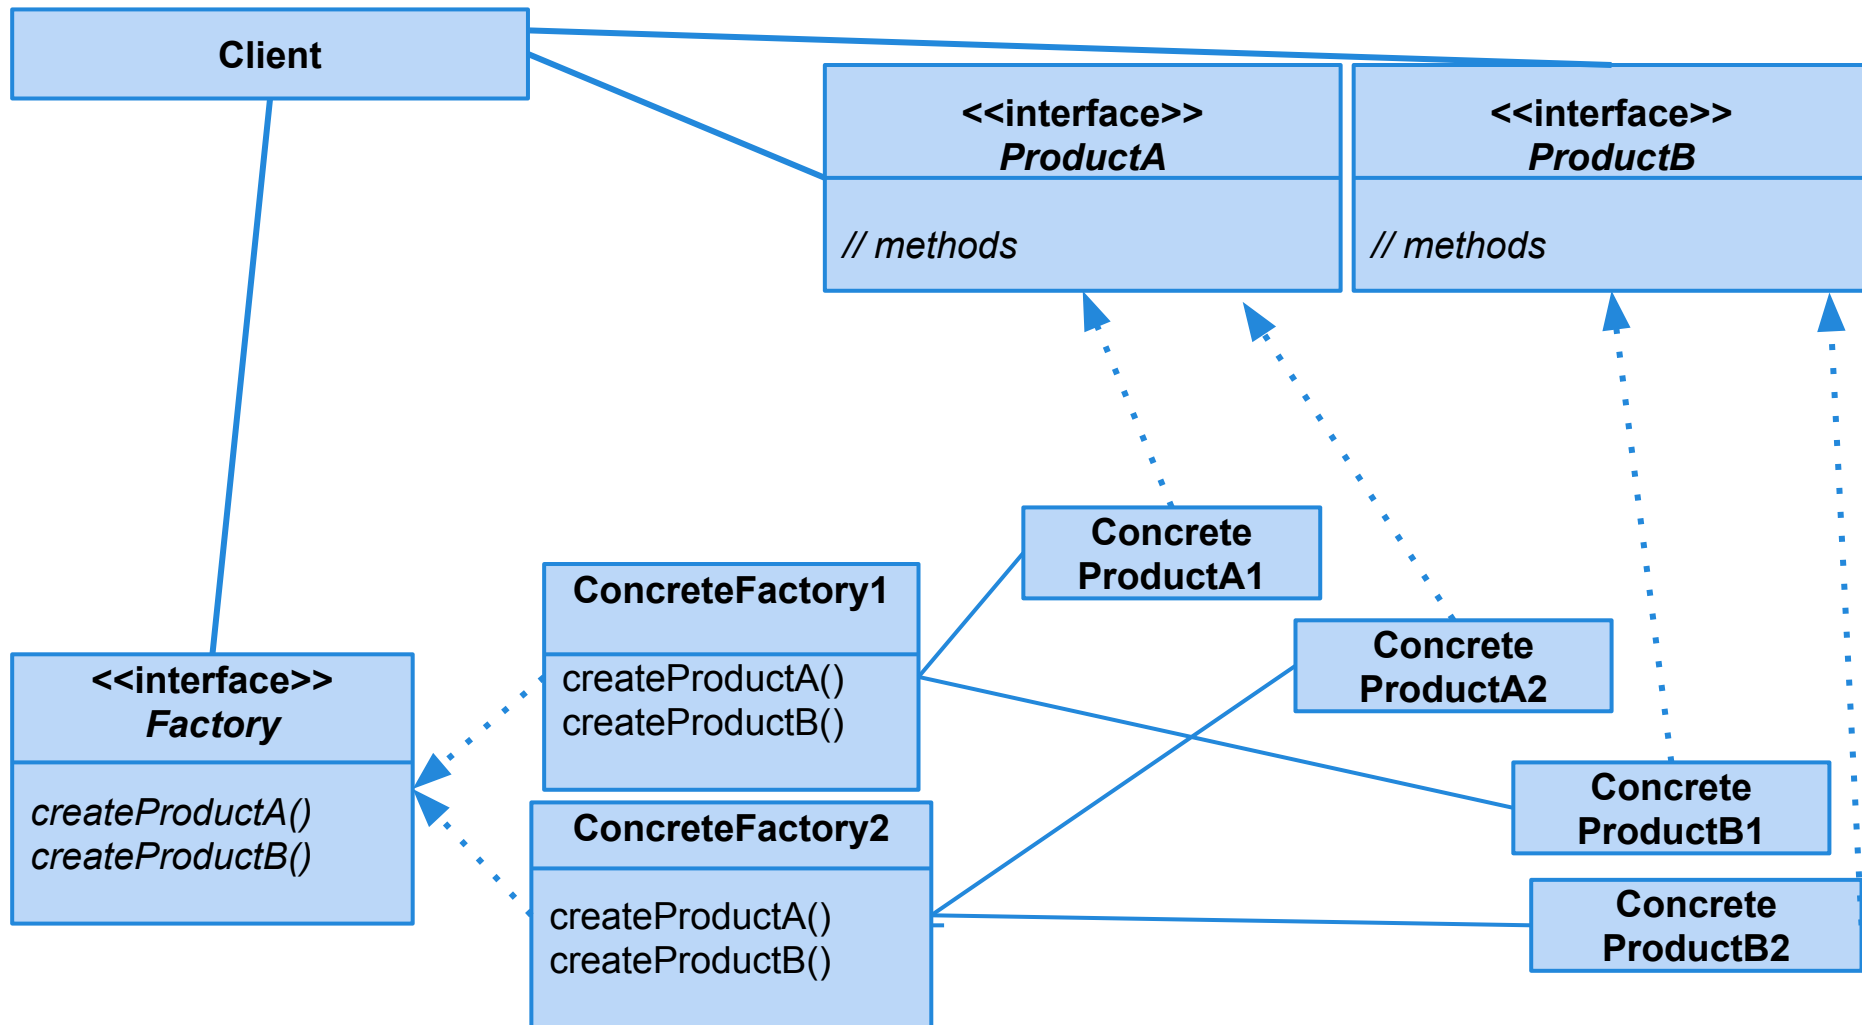 Client
<<interface>>
ProductA
// methods
<<interface>>
ProductB
// methods
Concrete
ProductA1
ConcreteFactory1
createProductA()
createProductB()
Concrete
ProductA2
<<interface>>
Factory
createProductA()
createProductB()
Concrete
ProductB1
ConcreteFactory2
createProductA()
createProductB()
Concrete
ProductB2